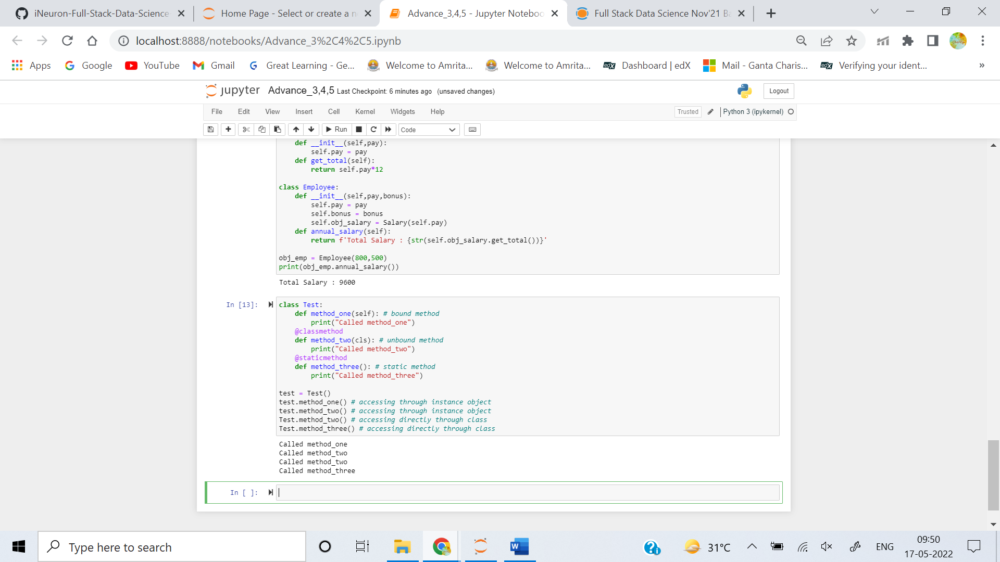 iNeuron-Full-Stack-Data-Science
Home Page - Select or create a n
Advance_3,4,5 - Jupyter Noteboo
Full Stack Data Science Nov'21 Ba
localhost:8888/notebooks/Advance_3%2C4%2C5.ipynb
Apps
Google
YouTube
Gmail
Great Learning - Ge...
Welcome to Amrita...
Welcome to Amrita...
edX
Dashboard | edX
Mail - Ganta Charis...
edX
Verifying your ident...
»
jupyter Advance_3,4,5 Last Checkpoint: 6 minutes ago (unsaved changes)
Logout
File Edit View Insert Cell Kernel Widgets Help
Trusted
Python 3 (ipykernel)
Run
Code
def __init__(self,pay):
self.pay = pay
def get_total(self):
return self.pay*12
class Employee:
def __init__(self,pay,bonus):
self.pay = pay
self.bonus = bonus
self.obj_salary = Salary(self.pay)
def annual_salary(self):
return f'Total Salary : {str(self.obj_salary.get_total())}'
obj_emp = Employee(800,500)
print(obj_emp.annual_salary())
Total Salary : 9600
In [13]:
class Test:
def method_one(self): # bound method
print("Called method_one")
@classmethod
def method_two(cls): # unbound method
print("Called method_two")
@staticmethod
def method_three(): # static method
print("Called method_three")
test = Test()
test.method_one() # accessing through instance object
test.method_two() # accessing through instance object
Test.method_two() # accessing directly through class
Test.method_three() # accessing directly through class
Called method_one
Called method_two
Called method_two
Called method_three
In [ ]:
Type here to search
31°C
ENG
09:50
17-05-2022